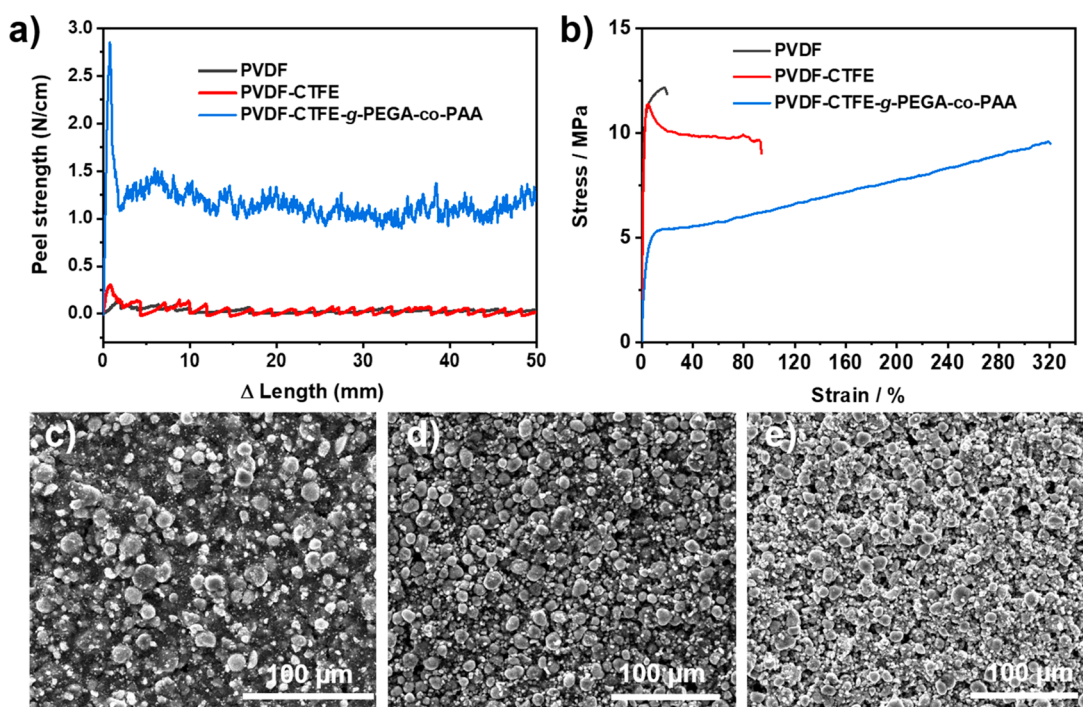 a)
3.0
2.5
2.0
1.5
1.0
0.5
0.0
Peel strength (N/cm)
PVDF
PVDF-CTFE
PVDF-CTFE-g-PEGA-co-PAA
0 10 20 30 40 50
Δ Length (mm)
b)
15
10
5
0
Stress / MPa
PVDF
PVDF-CTFE
PVDF-CTFE-g-PEGA-co-PAA
0 40 80 120 160 200 240 280 320
Strain / %
c)
100 µm
d)
100 µm
e)
100 µm